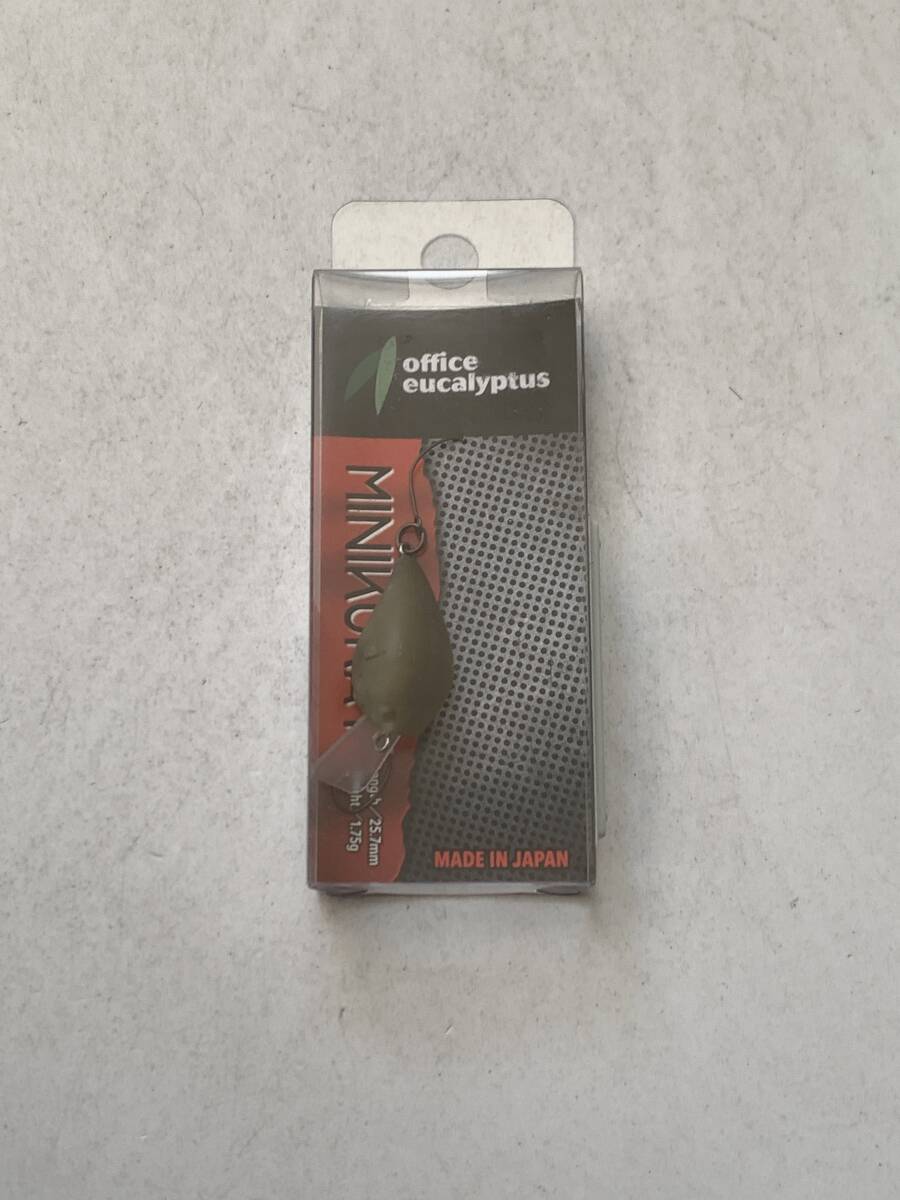 office
eucalyptus
25.7mm
1.75g
MADE IN JAPAN